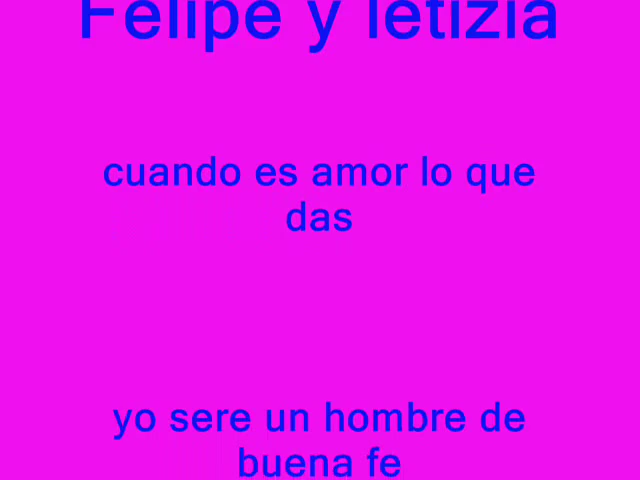 Felipe y letizia
cuando es amor lo que
das
yo sere un hombre de
buena fe